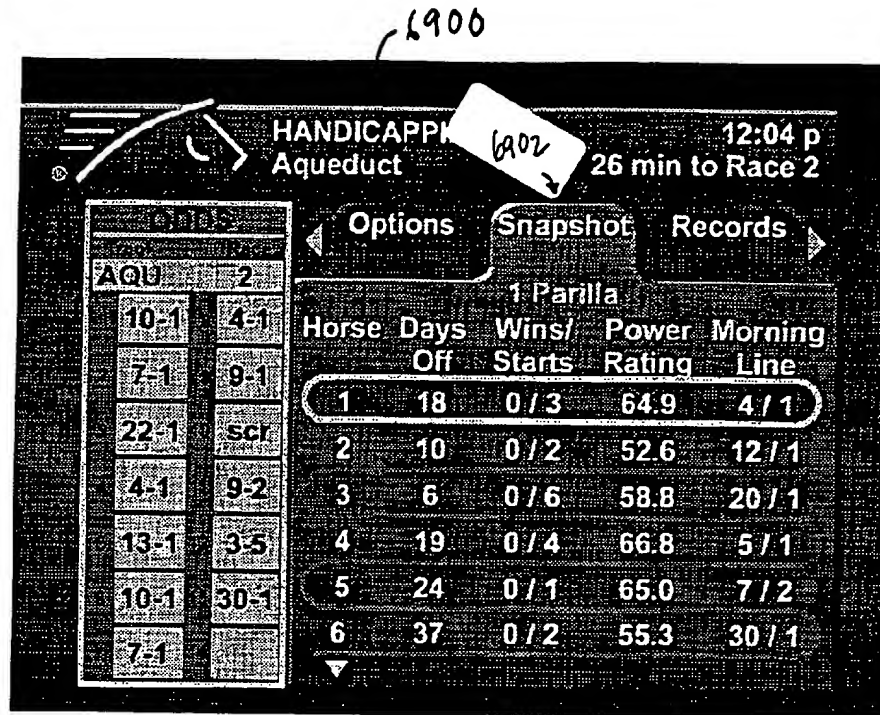 6900
HANDICAPPI
6902
12:04 p
Aqueduct
26 min to Race 2
ODDS
Options
Snapshot
Records
AQU 2
1 Parilla
10-1 4-1
7-1 9-1
22-1 scr
4-1 9-2
13-1 3-5
10-1 30-1
7-1
Horse Days Off Wins/ Starts Power Rating Morning Line
1 18 0 / 3 64.9 4 / 1
2 10 0 / 2 52.6 12 / 1
3 6 0 / 6 58.8 20 / 1
4 19 0 / 4 66.8 5 / 1
5 24 0 / 1 65.0 7 / 2
6 37 0 / 2 55.3 30 / 1
®